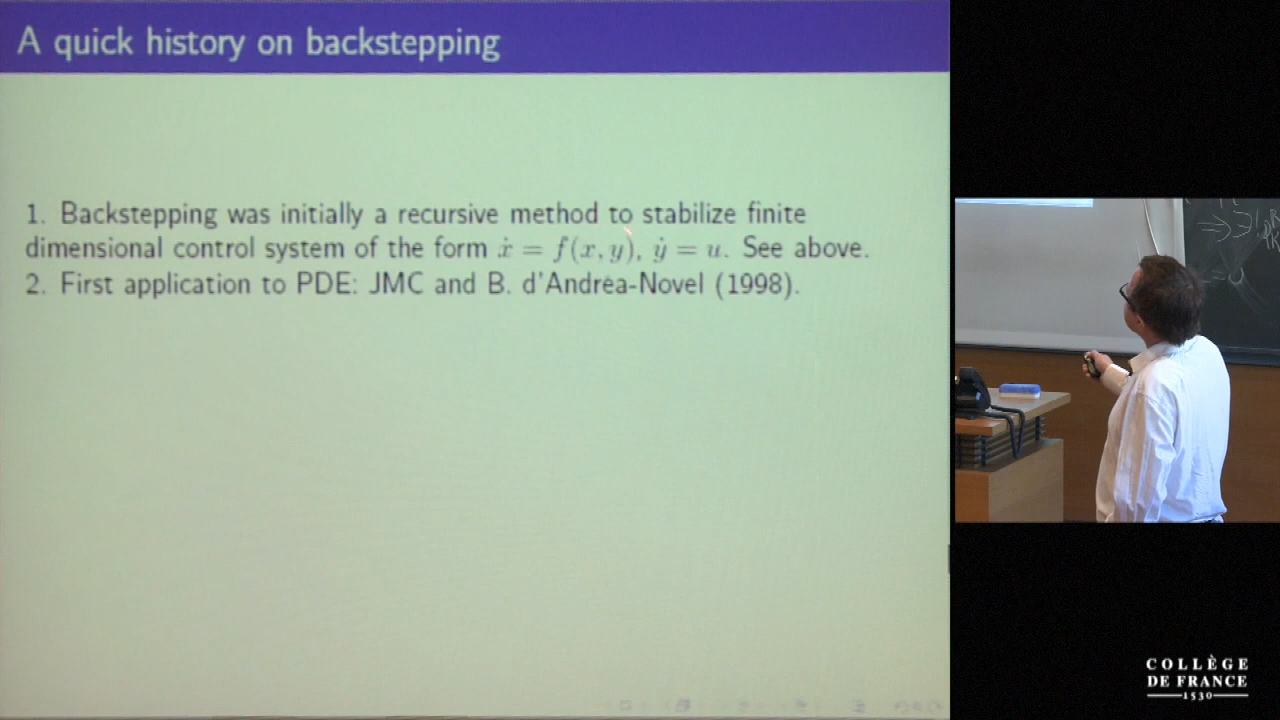 A quick history on backstepping
1. Backstepping was initially a recursive method to stabilize finite
dimensional control system of the form ẋ = f(x, y), ẏ = u. See above.
2. First application to PDE: JMC and B. d'Andréa-Novel (1998).
COLLÈGE
DE FRANCE
1530